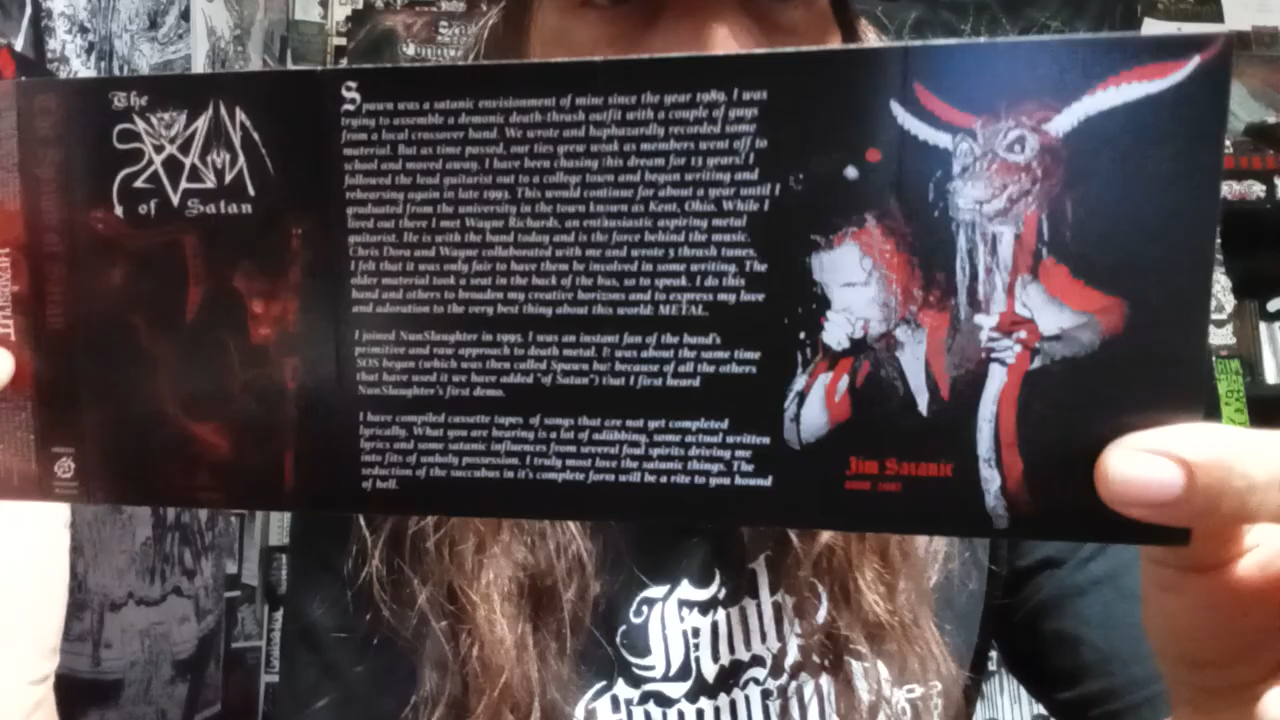 The
SPAWN
of Satan
Spawn was a satanic envisionment of mine since the year 1989. I was
trying to assemble a demonic death-thrash outfit with a couple of guys
from a local crossover band. We wrote and haphazardly recorded some
material. But as time passed, our ties grew weak as members went off to
school and moved away. I have been chasing this dream for 13 years! I
followed the lead guitarist out to a college town and began writing and
rehearsing again in late 1993. This would continue for about a year until I
graduated from the university in the town known as Kent, Ohio. While I
lived out there I met Wayne Richards, an enthusiastic aspiring metal
guitarist. He is with the band today and is the force behind the music.
Chris Dora and Wayne collaborated with me and wrote 3 thrash tunes.
I felt that it was only fair to have them be involved in some writing. The
older material took a seat in the back of the bus, so to speak. I do this
band and others to broaden my creative horizons and to express my love
and adoration to the very best thing about this world: METAL.
I joined NunSlaughter in 1995. I was an instant fan of the band's
primitive and raw approach to death metal. It was about the same time
SOS began (which was then called Spawn but because of all the others
that have used it we have added "of Satan") that I first heard
NunSlaughter's first demo.
I have compiled cassette tapes of songs that are not yet completed
lyrically. What you are hearing is a lot of adlibbing, some actual written
lyrics and some satanic influences from several foul spirits driving me
into fits of unholy possession. I truly most love the satanic things. The
seduction of the succubus in it's complete form will be a rite to you hound
of hell.
Jim Satanic
High